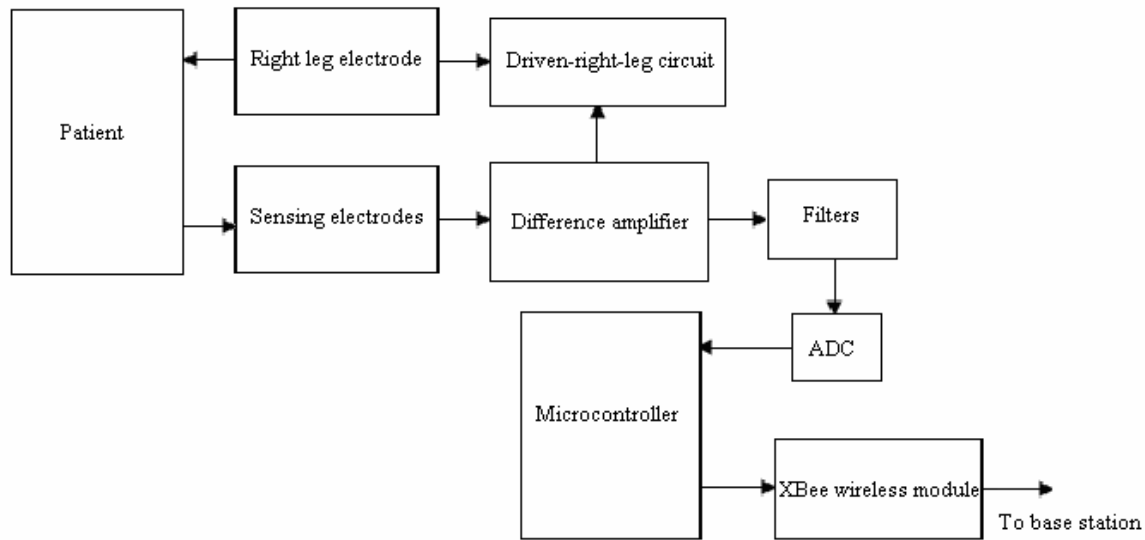 Right leg electrode
Driven-right-leg circuit
Patient
Sensing electrodes
Difference amplifier
Filters
ADC
Microcontroller
XBee wireless module
To base station